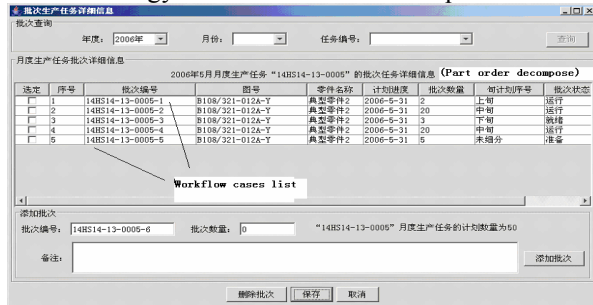 批次生产任务详细信息
批次查询
年度： 2006年 月份： 任务编号： 查询
月度生产任务批次详细信息
2006年5月月度生产任务“14HS14-13-0005”的批次任务详细信息 (Part order decompose)
选定 序号 批次编号 图号 零件名称 计划进度 批次数量 旬计划序号 批次状态
1 14HS14-13-0005-1 B108/321-012A-Y 典型零件2 2006-5-31 2 上旬 运行
2 14HS14-13-0005-2 B108/321-012A-Y 典型零件2 2006-5-31 20 中旬 运行
3 14HS14-13-0005-3 B108/321-012A-Y 典型零件2 2006-5-31 3 下旬 就绪
4 14HS14-13-0005-4 B108/321-012A-Y 典型零件2 2006-5-31 20 中旬 运行
5 14HS14-13-0005-5 B108/321-012A-Y 典型零件2 2006-5-31 5 未细分 准备
Workflow cases list
添加批次
批次编号： 14HS14-13-0005-6 批次数量： 0 “14HS14-13-0005”月度生产任务的计划数量为50
备注： 添加批次
删除批次 保存 取消